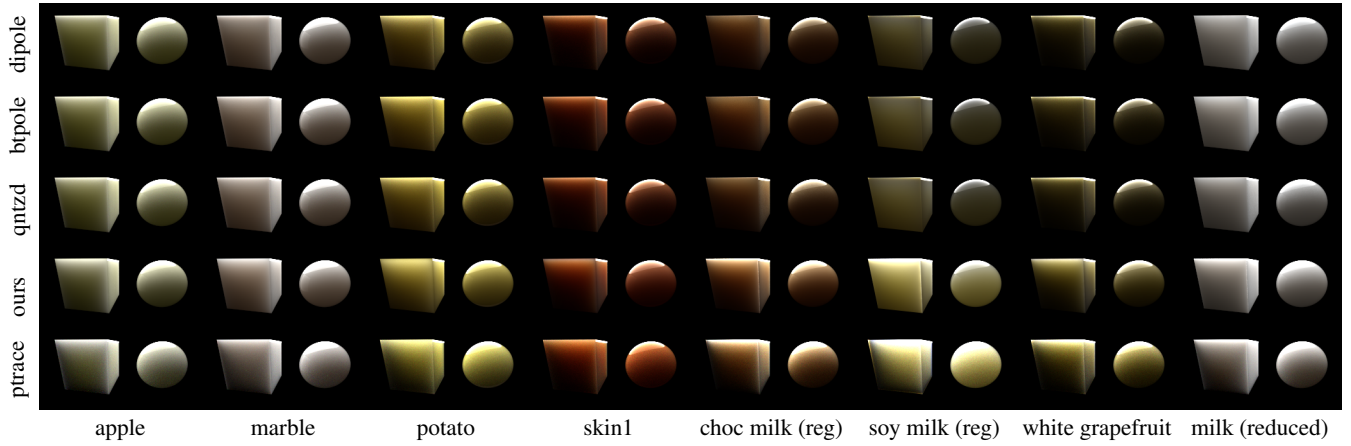 dipole
btpole
qntzd
ours
ptrace
apple marble potato skin1 choc milk (reg) soy milk (reg) white grapefruit milk (reduced)